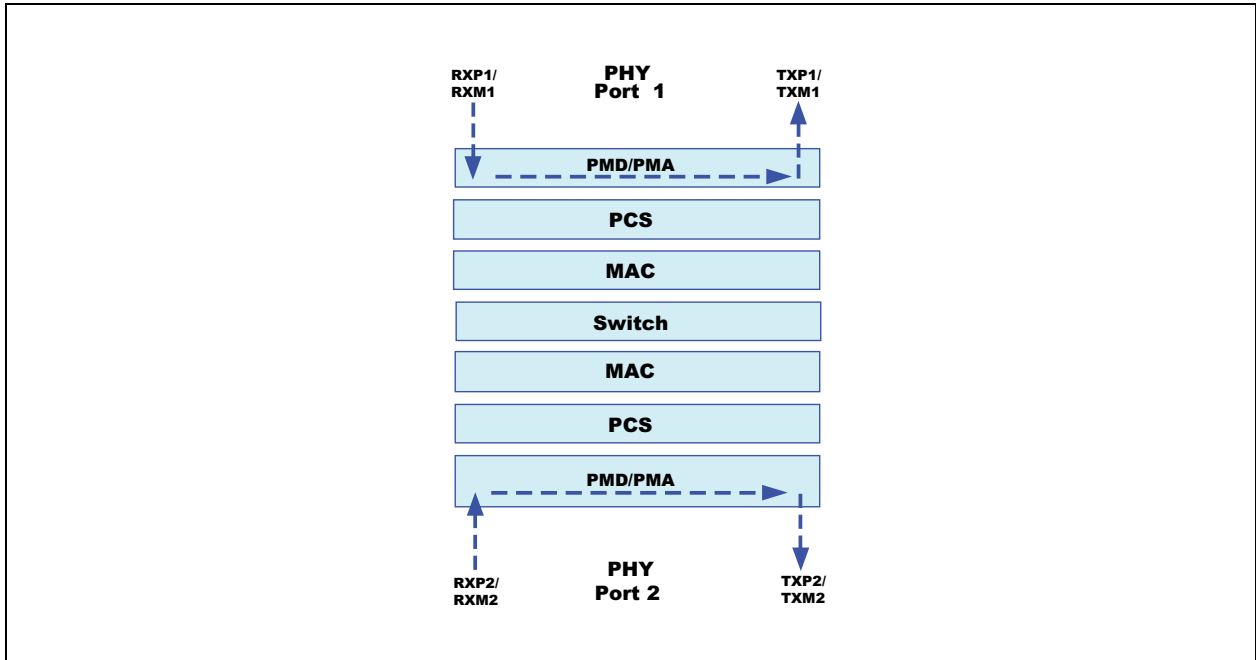 RXP1/
RXM1
PHY
Port 1
TXP1/
TXM1
PMD/PMA
PCS
MAC
Switch
MAC
PCS
PMD/PMA
RXP2/
RXM2
PHY
Port 2
TXP2/
TXM2